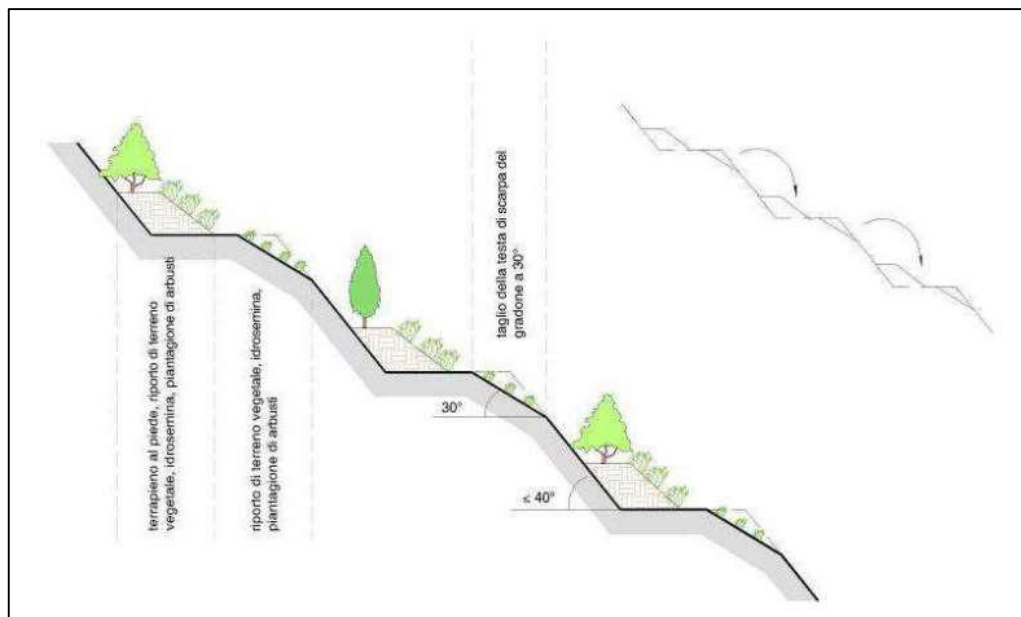 terrapieno al piede, riporto di terreno
vegetale, idrosemina, piantagione di arbusti
riporto di terreno vegetale, idrosemina,
piantagione di arbusti
taglio della testa di scarpa del
gradone a 30°
30°
≤ 40°